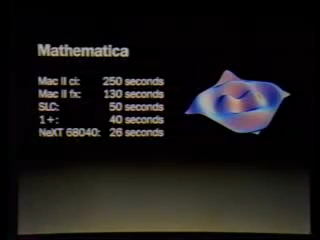 Mathematica
Mac II ci: 250 seconds
Mac II fx: 130 seconds
SLC: 50 seconds
1+: 40 seconds
NeXT 68040: 26 seconds